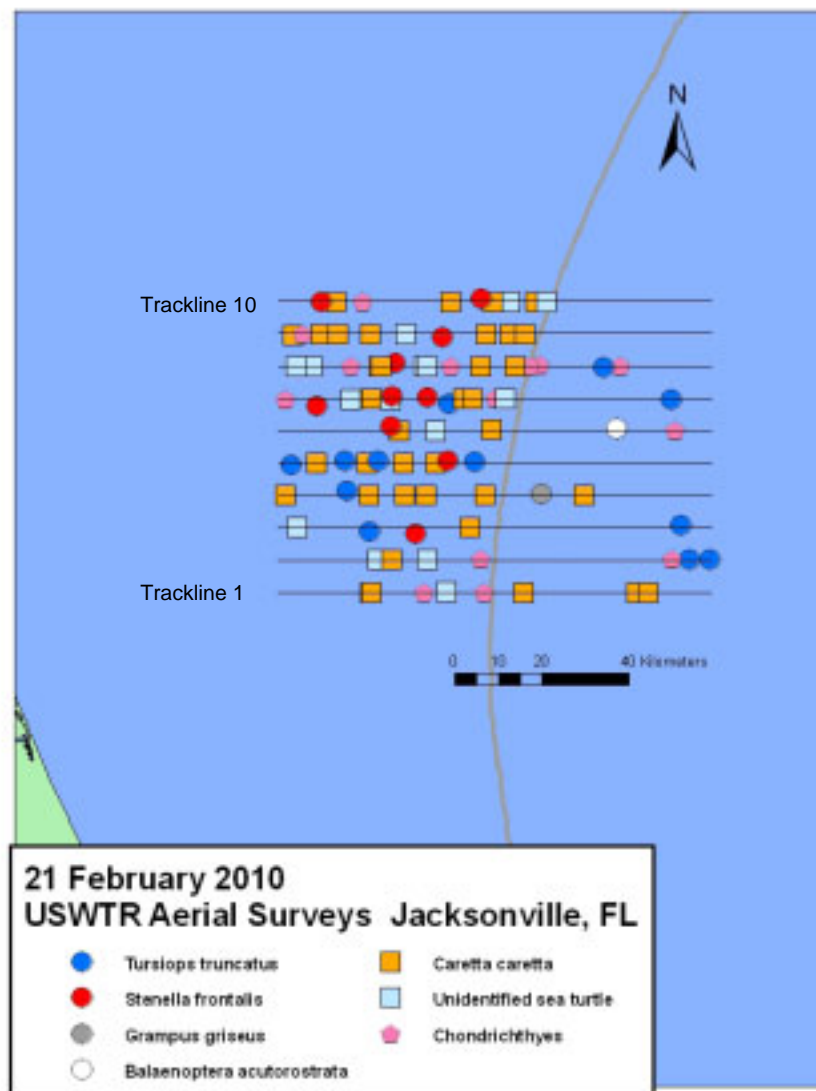 N
Trackline 10
Trackline 1
0 10 20 40 Kilometers
21 February 2010
USWTR Aerial Surveys Jacksonville, FL
Tursiops truncatus
Caretta caretta
Stenella frontalis
Unidentified sea turtle
Grampus griseus
Chondrichthyes
Balaenoptera acutorostrata